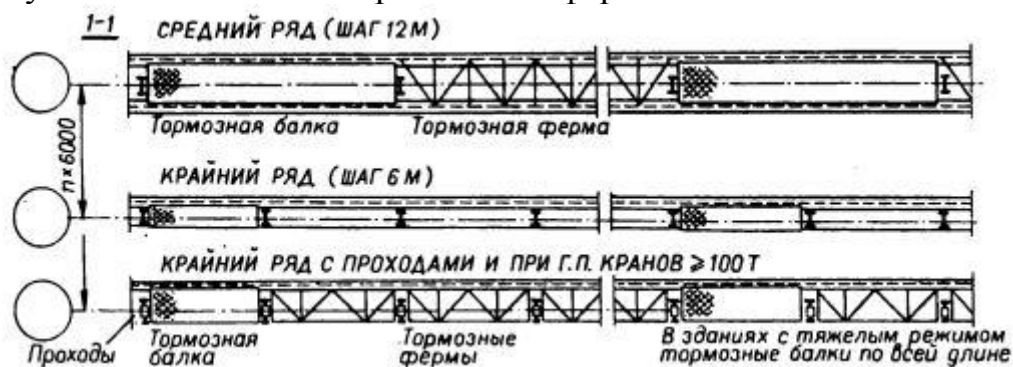 1-1
СРЕДНИЙ РЯД (ШАГ 12 М)
Тормозная балка
Тормозная ферма
n×6000
КРАЙНИЙ РЯД (ШАГ 6 М)
КРАЙНИЙ РЯД С ПРОХОДАМИ И ПРИ Г.П. КРАНОВ ⩾ 100 Т
Проходы
Тормозная
балка
Тормозные
фермы
В зданиях с тяжелым режимом
тормозные балки по всей длине